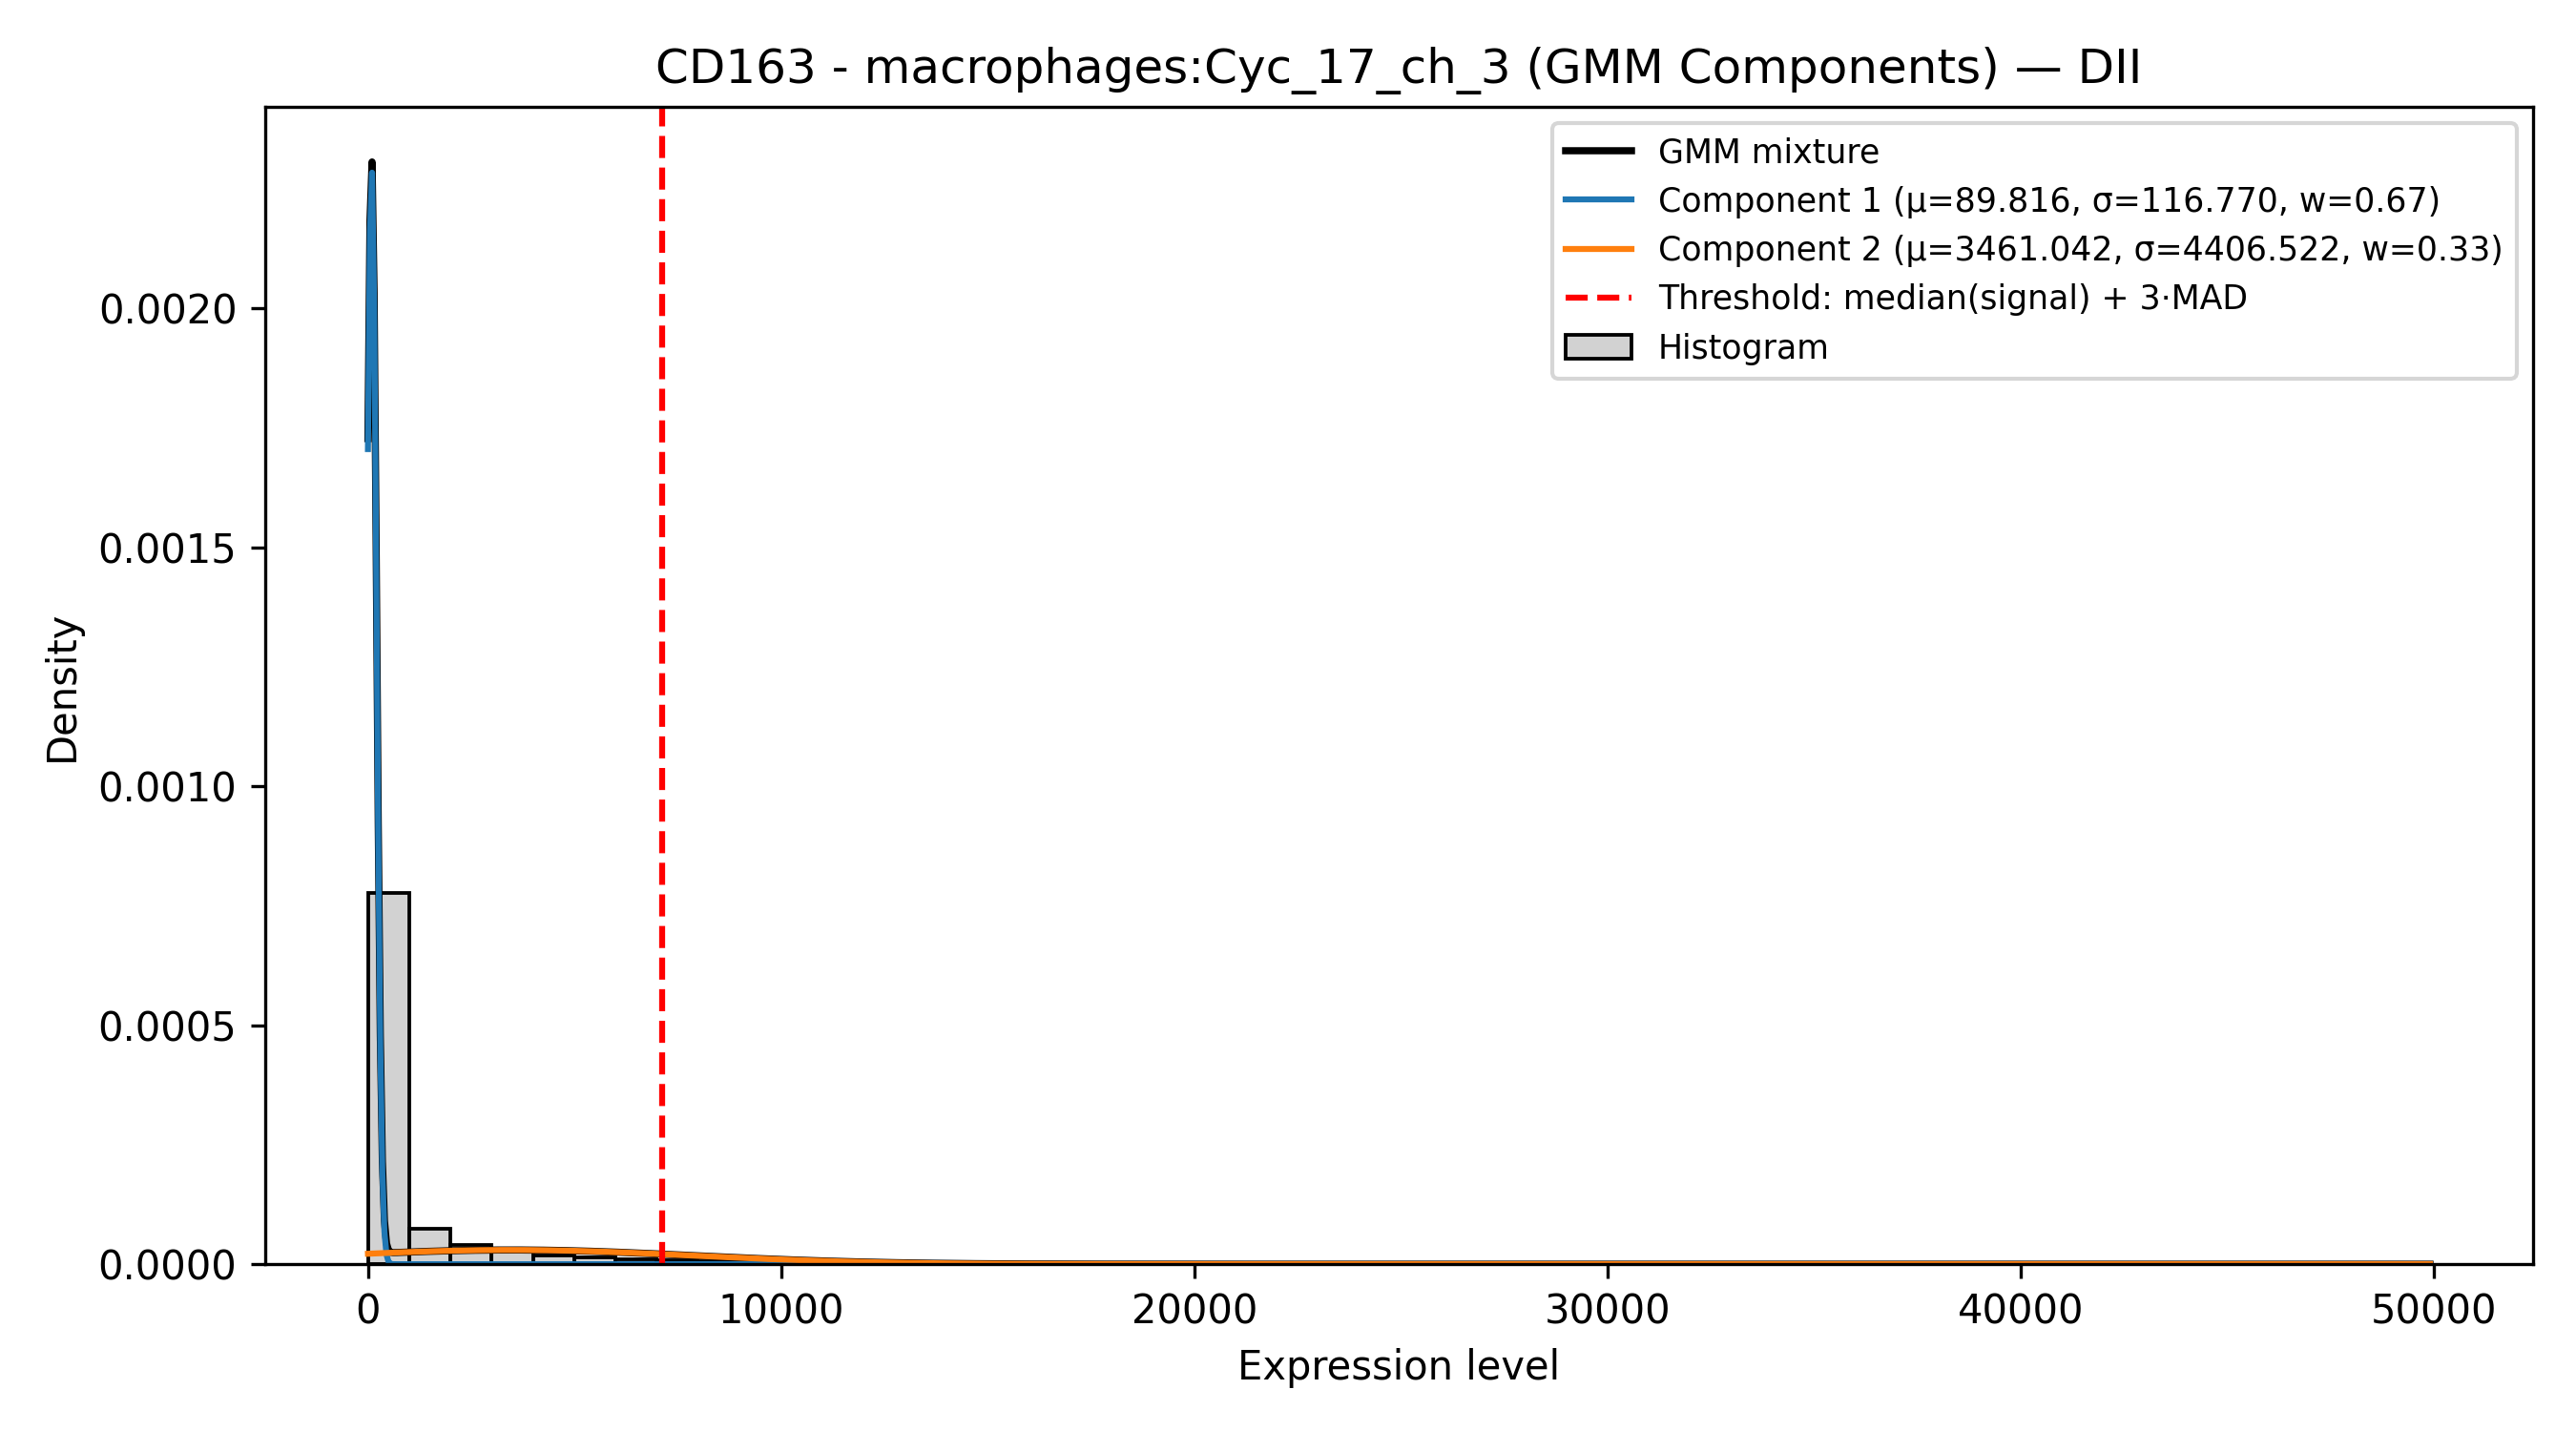 CD163 - macrophages:Cyc_17_ch_3 (GMM Components) — DII
GMM mixture
Component 1 (μ=89.816, σ=116.770, w=0.67)
Component 2 (μ=3461.042, σ=4406.522, w=0.33)
Threshold: median(signal) + 3·MAD
Histogram
Density
0.0020
0.0015
0.0010
0.0005
0.0000
0 10000 20000 30000 40000 50000
Expression level